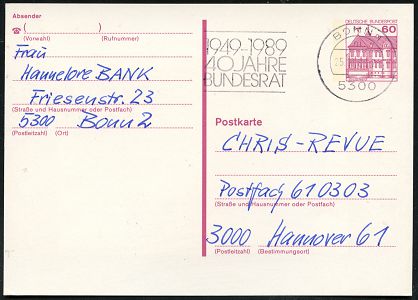 Absender
☎ ( )
(Vorwahl) (Rufnummer)
Frau
Hannelore BANK
Friesenstr. 23
(Straße und Hausnummer oder Postfach)
5300 Bonn 2
(Postleitzahl) (Ort)
1949-1989
40 JAHRE
BUNDESRAT
BONN
5300
DEUTSCHE BUNDESPOST
60
Postkarte
CHRIS-REVUE
Postfach 610303
(Straße und Hausnummer oder Postfach)
3000 Hannover 61
(Postleitzahl) (Bestimmungsort)